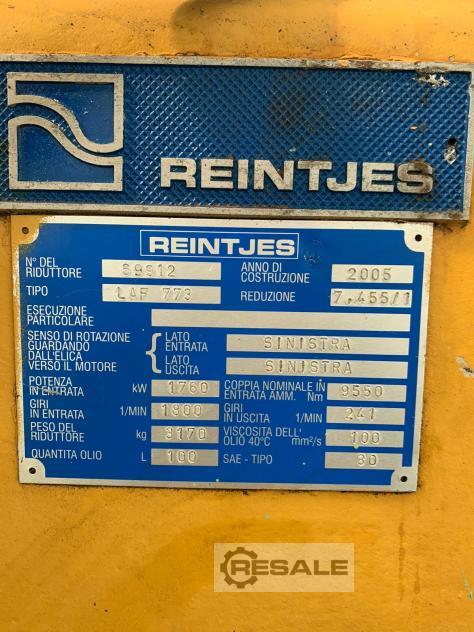 REINTJES
REINTJES
N° DEL RIDUTTORE 69912 ANNO DI COSTRUZIONE 2005
TIPO LAF 773 REDUZIONE 7,455/1
ESECUZIONE PARTICOLARE
SENSO DI ROTAZIONE GUARDANDO DALL'ELICA VERSO IL MOTORE
LATO ENTRATA SINISTRA
LATO USCITA SINISTRA
POTENZA IN ENTRATA kW 1760 COPPIA NOMINALE IN ENTRATA AMM. Nm 9550
GIRI IN ENTRATA 1/MIN 1800 GIRI IN USCITA 1/MIN 241
PESO DEL RIDUTTORE kg 3170 VISCOSITA DELL' OLIO 40°C mm²/s 100
QUANTITA OLIO L 100 SAE - TIPO 30
RESALE